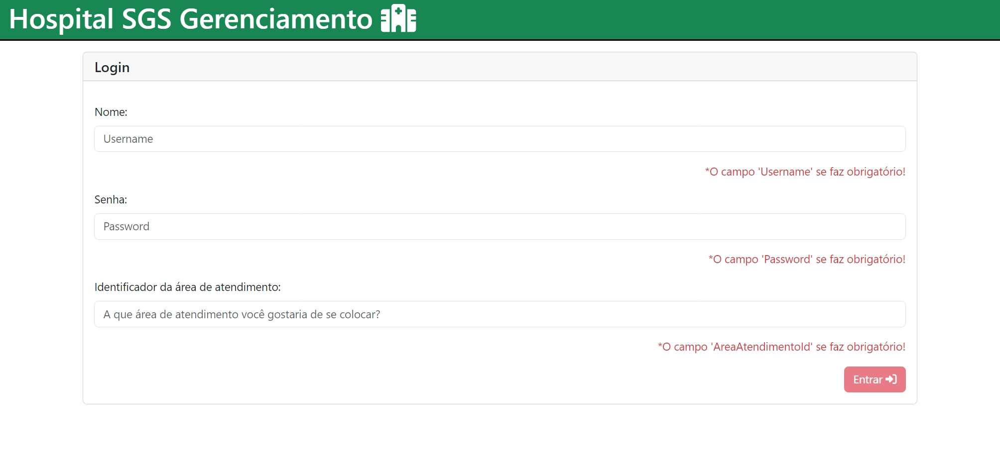 Hospital SGS Gerenciamento
Login
Nome:
Username
*O campo 'Username' se faz obrigatório!
Senha:
Password
*O campo 'Password' se faz obrigatório!
Identificador da área de atendimento:
A que área de atendimento você gostaria de se colocar?
*O campo 'AreaAtendimentoId' se faz obrigatório!
Entrar